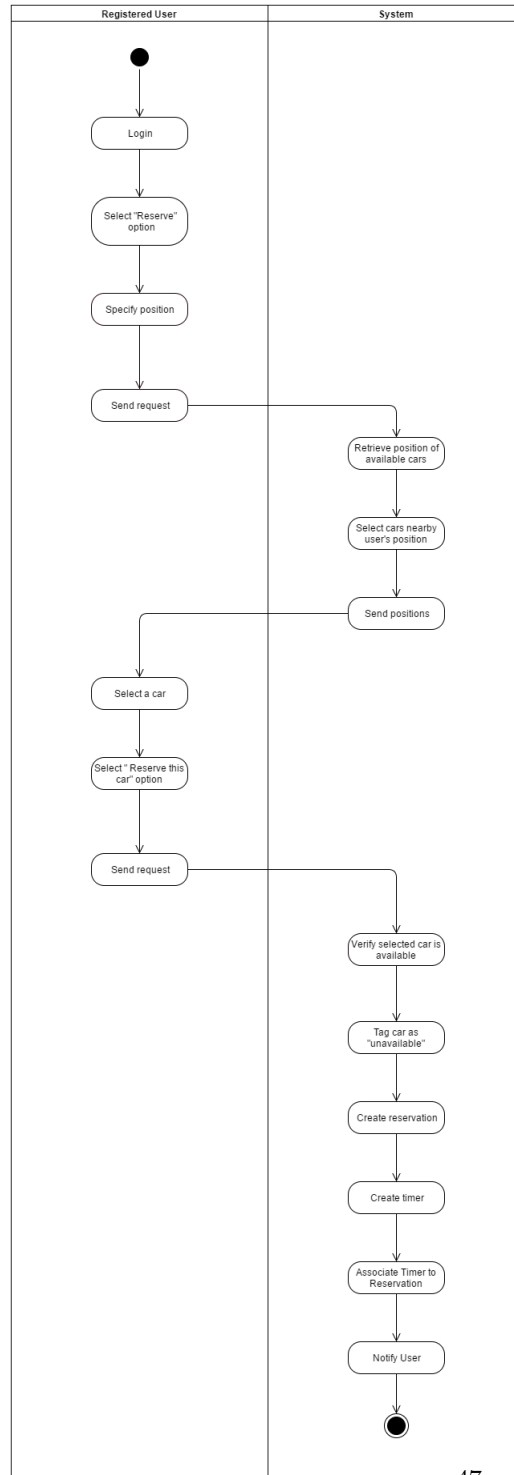 Registered User
System
Login
Select "Reserve"
option
Specify position
Send request
Retrieve position of
available cars
Select cars nearby
user's position
Send positions
Select a car
Select " Reserve this
car" option
Send request
Verify selected car is
available
Tag car as
"unavailable"
Create reservation
Create timer
Associate Timer to
Reservation
Notify User